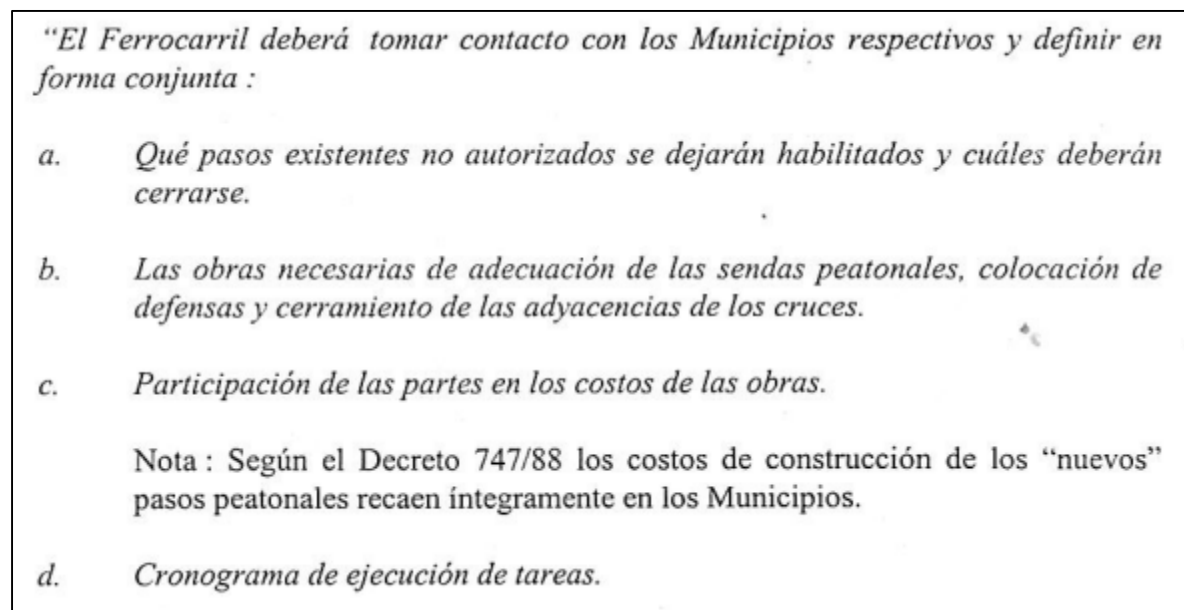 “El Ferrocarril deberá tomar contacto con los Municipios respectivos y definir en
forma conjunta :
a. Qué pasos existentes no autorizados se dejarán habilitados y cuáles deberán
cerrarse.
b. Las obras necesarias de adecuación de las sendas peatonales, colocación de
defensas y cerramiento de las adyacencias de los cruces.
c. Participación de las partes en los costos de las obras.
Nota : Según el Decreto 747/88 los costos de construcción de los “nuevos”
pasos peatonales recaen íntegramente en los Municipios.
d. Cronograma de ejecución de tareas.